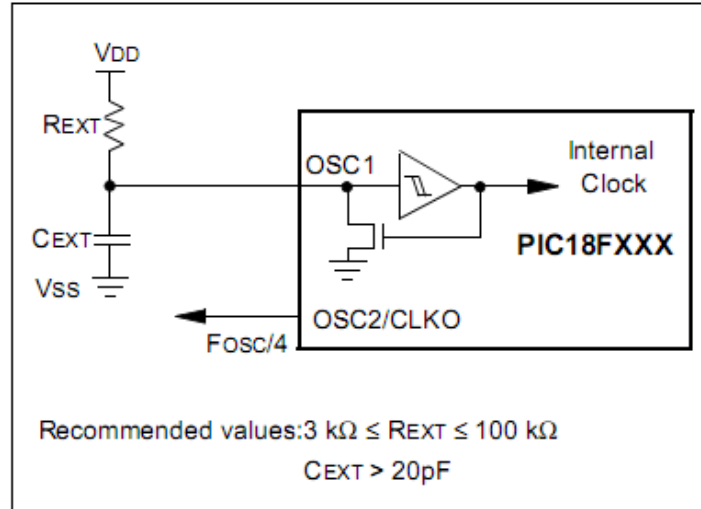 VDD
REXT
OSC1
Internal
Clock
CEXT
PIC18FXXX
VSS
OSC2/CLKO
FOSC/4
Recommended values:3 kΩ ≤ REXT ≤ 100 kΩ
CEXT > 20pF